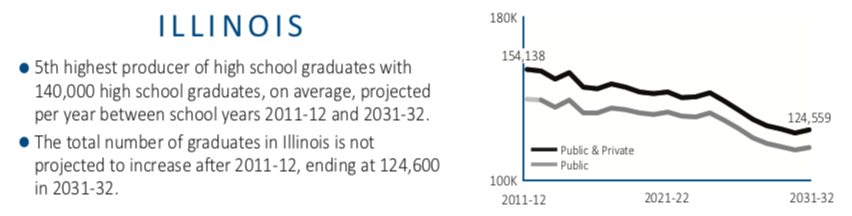 ILLINOIS
● 5th highest producer of high school graduates with
140,000 high school graduates, on average, projected
per year between school years 2011-12 and 2031-32.
● The total number of graduates in Illinois is not
projected to increase after 2011-12, ending at 124,600
in 2031-32.
180K
154,138
124,559
Public & Private
Public
100K
2011-12
2021-22
2031-32